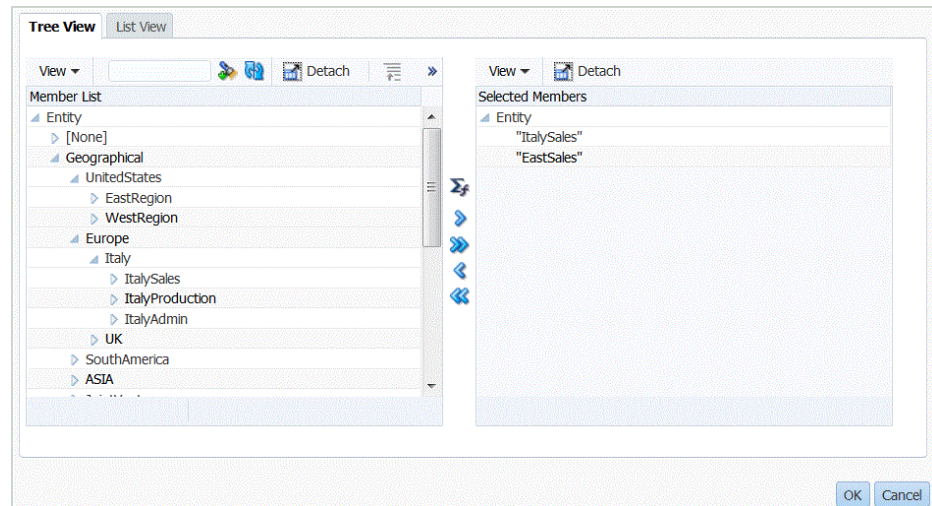 Tree View
List View
View
Detach
Member List
Entity
[None]
Geographical
UnitedStates
EastRegion
WestRegion
Europe
Italy
ItalySales
ItalyProduction
ItalyAdmin
UK
SouthAmerica
ASIA
View
Detach
Selected Members
Entity
"ItalySales"
"EastSales"
OK
Cancel